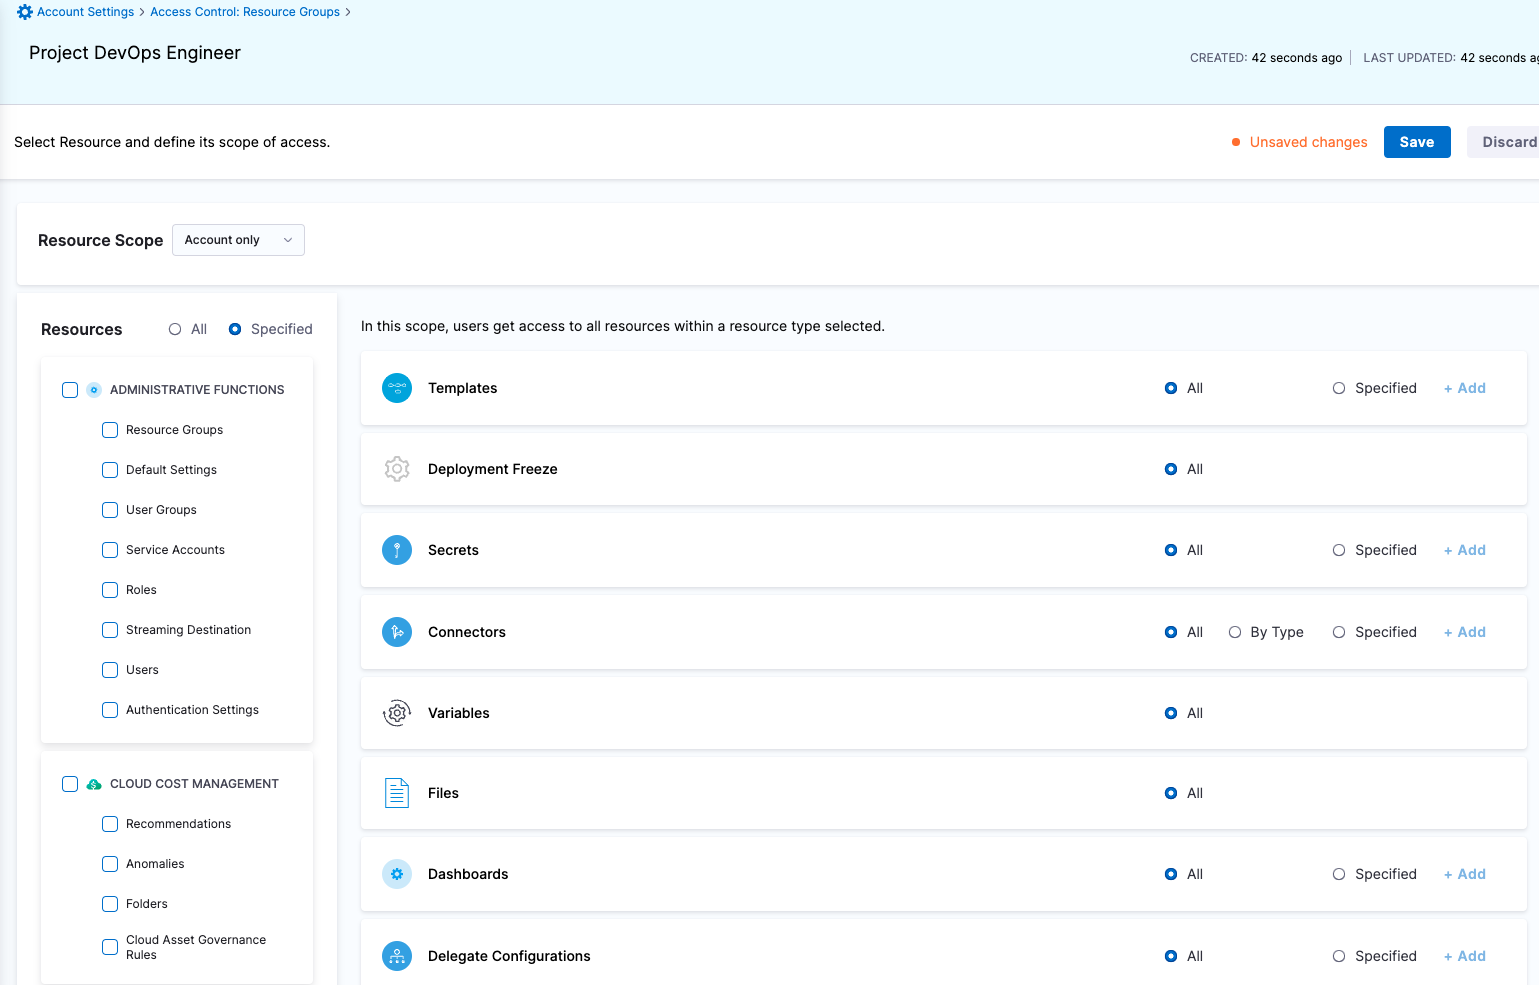 Account Settings > Access Control: Resource Groups >
Project DevOps Engineer
CREATED: 42 seconds ago | LAST UPDATED: 42 seconds
Select Resource and define its scope of access.
Unsaved changes
Save
Discard
Resource Scope
Account only
Resources
All
Specified
ADMINISTRATIVE FUNCTIONS
Resource Groups
Default Settings
User Groups
Service Accounts
Roles
Streaming Destination
Users
Authentication Settings
CLOUD COST MANAGEMENT
Recommendations
Anomalies
Folders
Cloud Asset Governance
Rules
In this scope, users get access to all resources within a resource type selected.
Templates All Specified + Add
Deployment Freeze All
Secrets All Specified + Add
Connectors All By Type Specified + Add
Variables All
Files All
Dashboards All Specified + Add
Delegate Configurations All Specified + Add